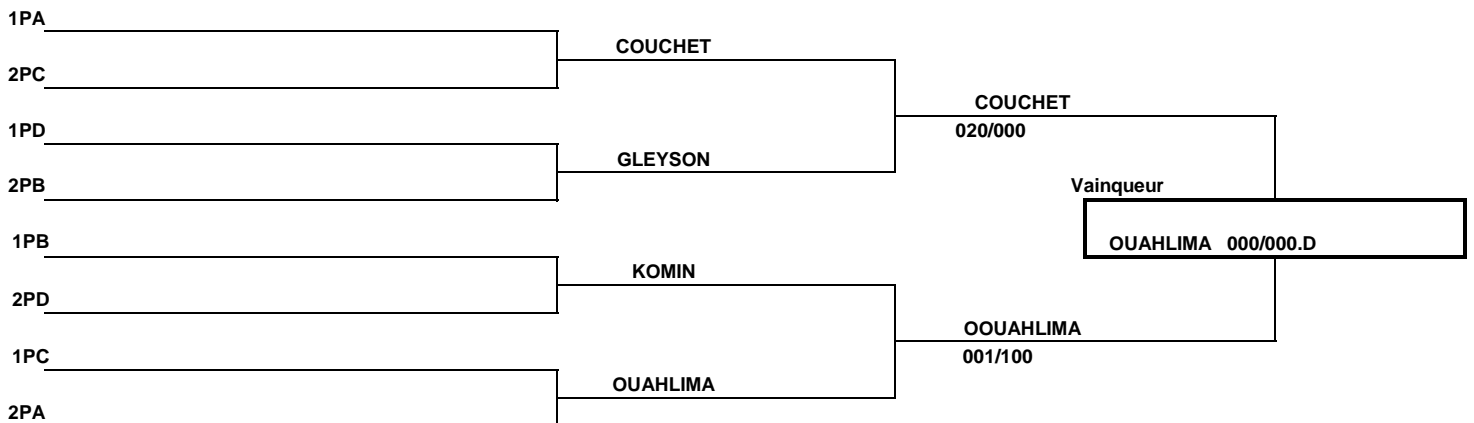 1PA
COUCHET
2PC
COUCHET
1PD
020/000
GLEYSON
2PB
Vainqueur
1PB
OUAHLIMA 000/000.D
KOMIN
2PD
OOUAHLIMA
1PC
001/100
OUAHLIMA
2PA